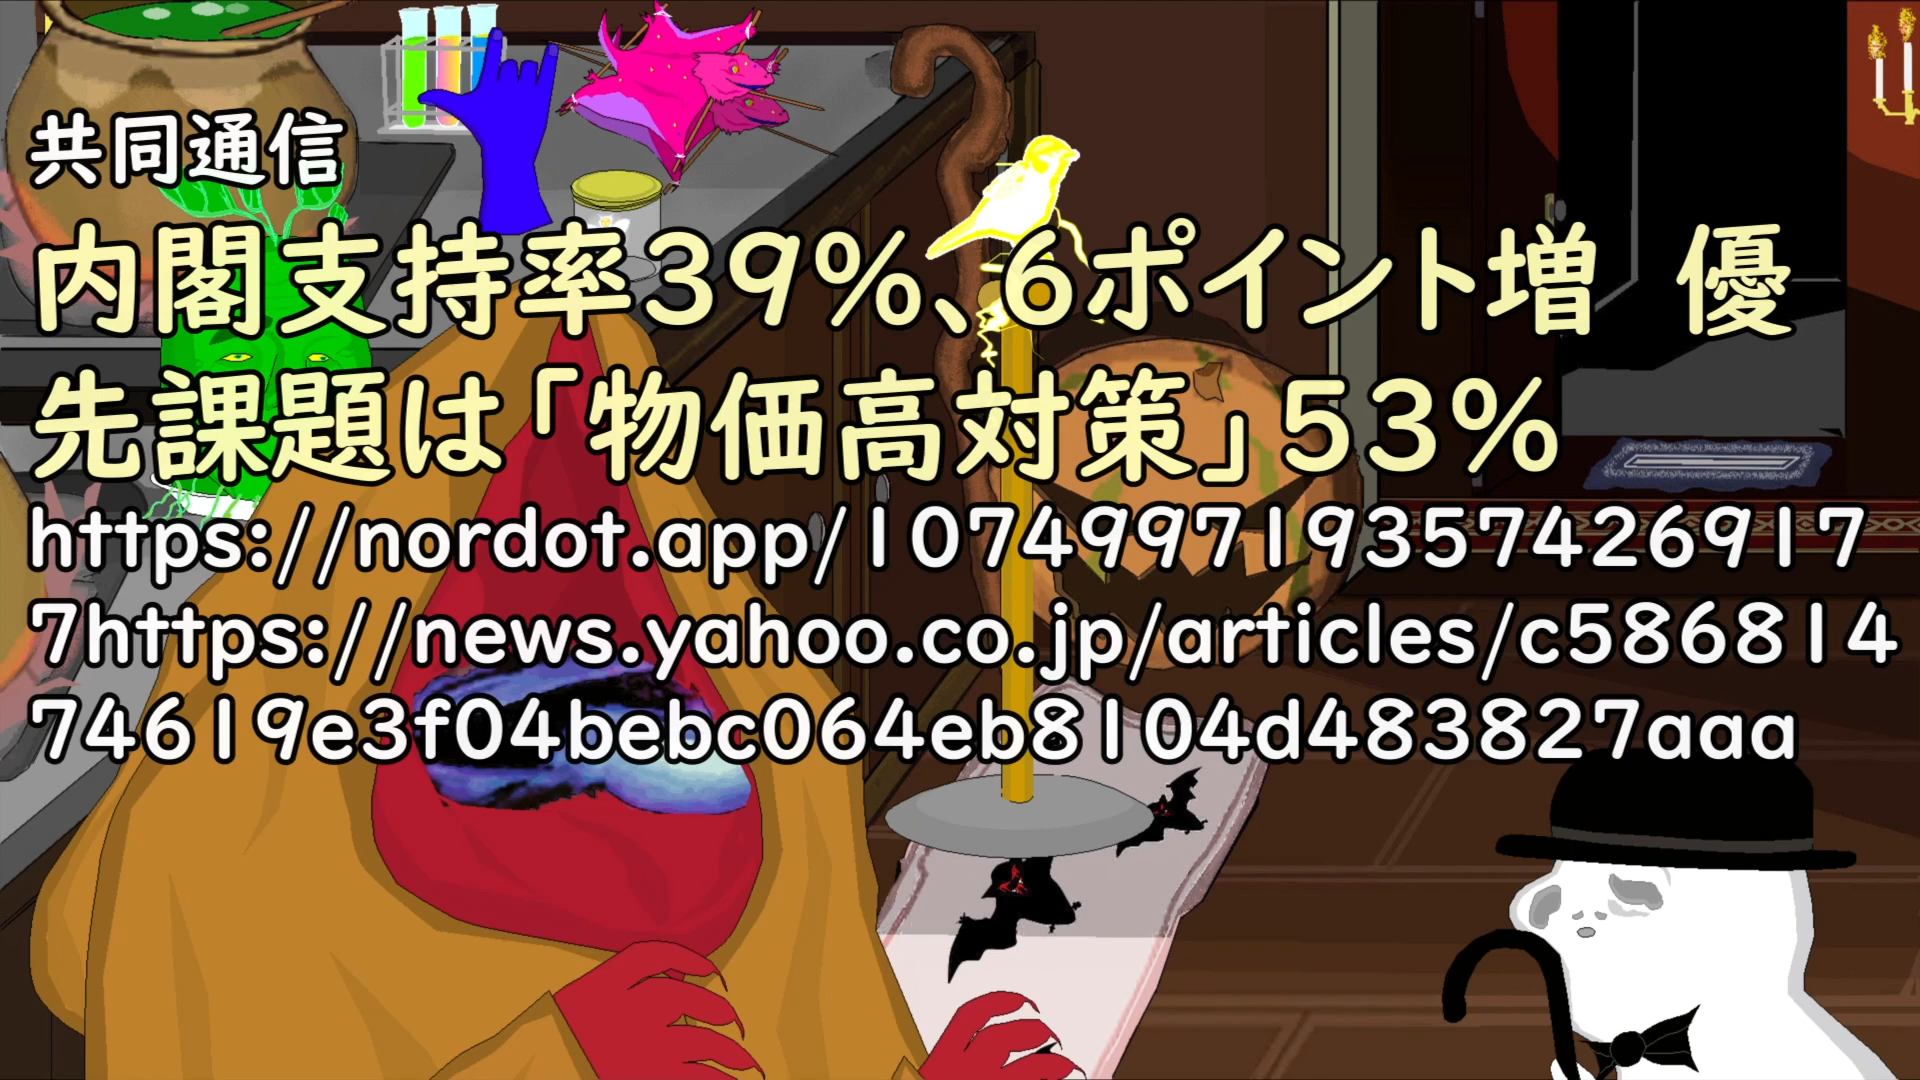 共同通信
内閣支持率39%、6ポイント増　優
先課題は「物価高対策」53%
https://nordot.app/107499719357426917
7https://news.yahoo.co.jp/articles/c586814
74619e3f04bebc064eb8104d483827aaa